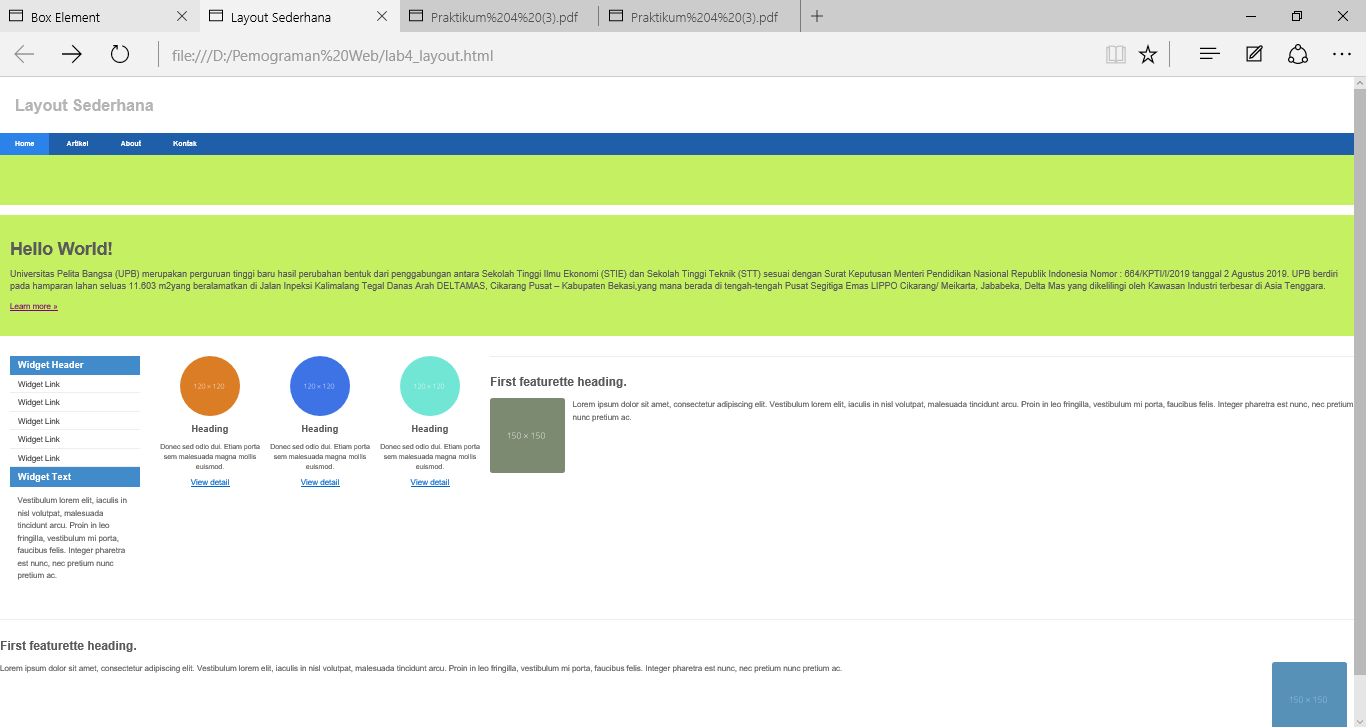 Box Element
Layout Sederhana
Praktikum%204%20(3).pdf
Praktikum%204%20(3).pdf
file:///D:/Pemograman%20Web/lab4_layout.html
Layout Sederhana
Home Artikel About Kontak
Hello World!
Universitas Pelita Bangsa (UPB) merupakan perguruan tinggi baru hasil perubahan bentuk dari penggabungan antara Sekolah Tinggi Ilmu Ekonomi (STIE) dan Sekolah Tinggi Teknik (STT) sesuai dengan Surat Keputusan Menteri Pendidikan Nasional Republik Indonesia Nomor : 664/KPTI/I/2019 tanggal 2 Agustus 2019. UPB berdiri
pada hamparan lahan seluas 11.603 m2yang beralamatkan di Jalan Inpeksi Kalimalang Tegal Danas Arah DELTAMAS, Cikarang Pusat – Kabupaten Bekasi,yang mana berada di tengah-tengah Pusat Segitiga Emas LIPPO Cikarang/ Meikarta, Jababeka, Delta Mas yang dikelilingi oleh Kawasan Industri terbesar di Asia Tenggara.
Learn more »
Widget Header
Widget Link
Widget Link
Widget Link
Widget Link
Widget Link
Widget Text
Vestibulum lorem elit, iaculis in
nisl volutpat, malesuada
tincidunt arcu. Proin in leo
fringilla, vestibulum mi porta,
faucibus felis. Integer pharetra
est nunc, nec pretium nunc
pretium ac.
120 × 120
Heading
Donec sed odio dui. Etiam porta
sem malesuada magna mollis
euismod.
View detail
120 × 120
Heading
Donec sed odio dui. Etiam porta
sem malesuada magna mollis
euismod.
View detail
120 × 120
Heading
Donec sed odio dui. Etiam porta
sem malesuada magna mollis
euismod.
View detail
First featurette heading.
150 × 150
Lorem ipsum dolor sit amet, consectetur adipiscing elit. Vestibulum lorem elit, iaculis in nisl volutpat, malesuada tincidunt arcu. Proin in leo fringilla, vestibulum mi porta, faucibus felis. Integer pharetra est nunc, nec pretium
nunc pretium ac.
First featurette heading.
Lorem ipsum dolor sit amet, consectetur adipiscing elit. Vestibulum lorem elit, iaculis in nisl volutpat, malesuada tincidunt arcu. Proin in leo fringilla, vestibulum mi porta, faucibus felis. Integer pharetra est nunc, nec pretium nunc pretium ac.
150 × 150